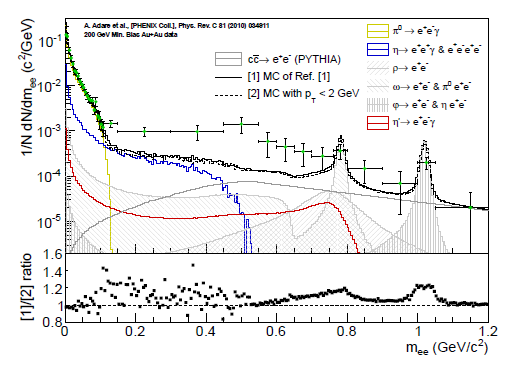 A. Adare et al., [PHENIX Coll.], Phys. Rev. C 81 (2010) 034911
200 GeV Min. Bias Au+Au data
cc̅→ e⁺e⁻ (PYTHIA)
[1] MC of Ref. [1]
[2] MC with p_T < 2 GeV
π⁰→ e⁺e⁻γ
η→ e⁺e⁻γ & e⁺e⁻e⁺e⁻
ρ→ e⁺e⁻
ω→ e⁺e⁻ & π⁰ e⁺e⁻
φ→ e⁺e⁻ & η e⁺e⁻
η'→ e⁺e⁻γ
1/N dN/dm_ee (c²/GeV)
10⁻¹
10⁻²
10⁻³
10⁻⁴
10⁻⁵
[1]/[2] ratio
1.6
1.4
1.2
1
0.8
0 0.2 0.4 0.6 0.8 1 1.2
m_ee (GeV/c²)